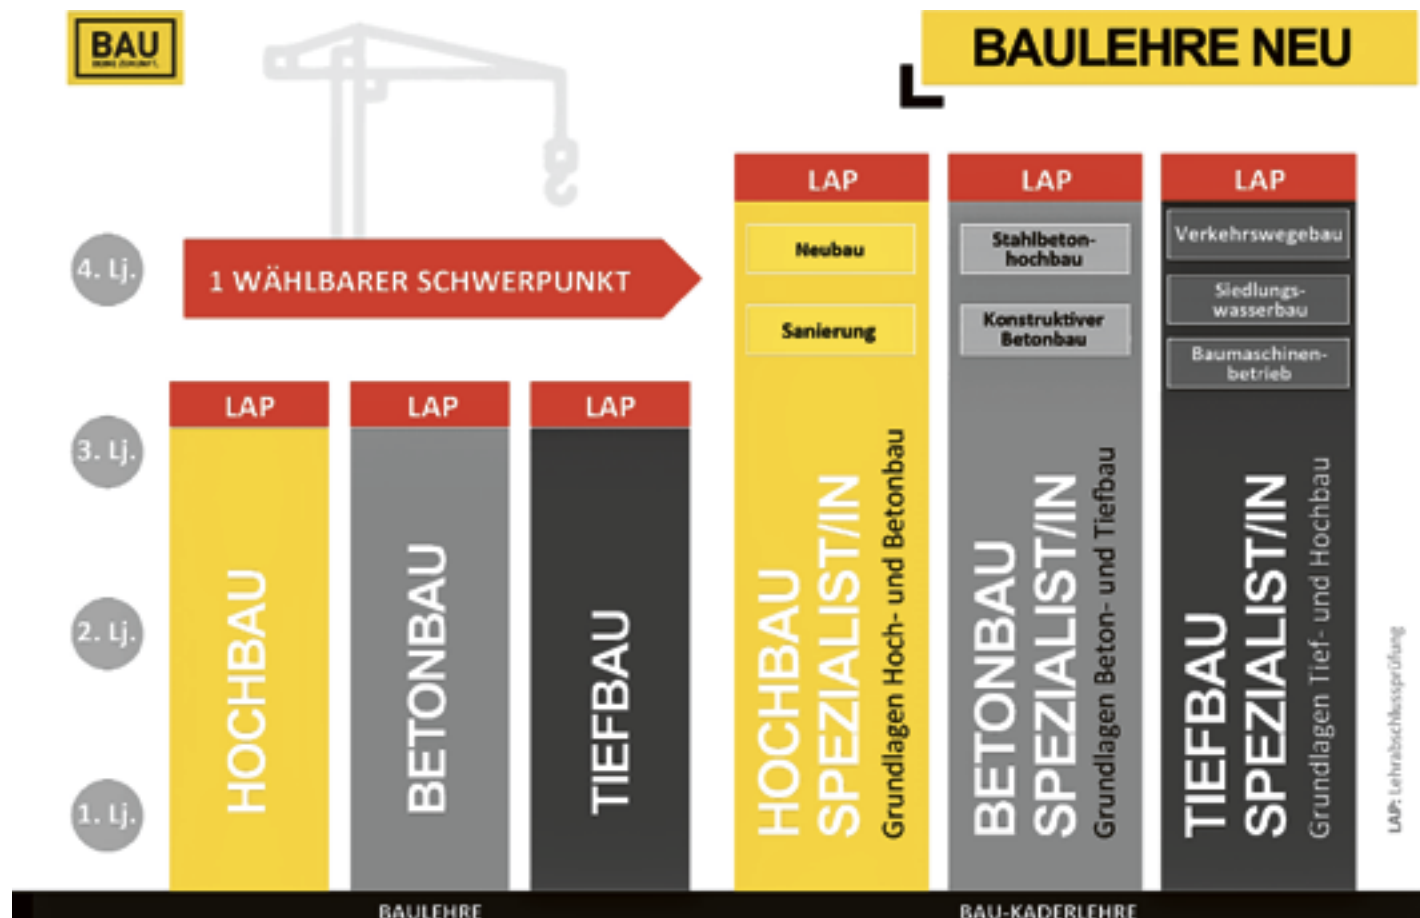 BAU
DEINE ZUKUNFT.
BAULEHRE NEU
4. Lj.
3. Lj.
2. Lj.
1. Lj.
1 WÄHLBARER SCHWERPUNKT
LAP
HOCHBAU
LAP
BETONBAU
LAP
TIEFBAU
LAP
Neubau
Sanierung
HOCHBAU
SPEZIALIST/IN
Grundlagen Hoch- und Betonbau
LAP
Stahlbeton-
hochbau
Konstruktiver
Betonbau
BETONBAU
SPEZIALIST/IN
Grundlagen Beton- und Tiefbau
LAP
Verkehrswegebau
Siedlungs-
wasserbau
Baumaschinen-
betrieb
TIEFBAU
SPEZIALIST/IN
Grundlagen Tief- und Hochbau
LAP: Lehrabschlussprüfung
BAULEHRE
BAU-KADERLEHRE